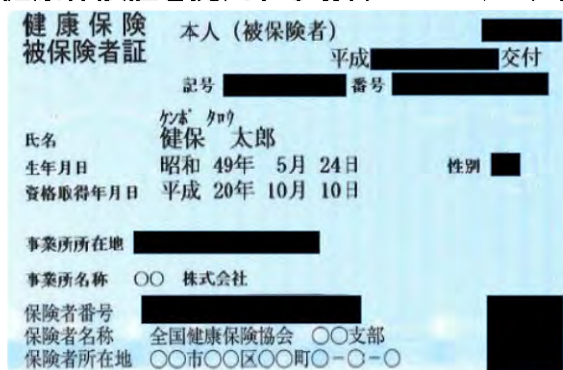 健康保険 本人（被保険者）
被保険者証 平成 交付
記号 番号
ｹﾝﾎﾟ ﾀﾛｳ
氏名 健保 太郎
生年月日 昭和 49年 5月 24日 性別
資格取得年月日 平成 20年 10月 10日
事業所所在地
事業所名称 〇〇 株式会社
保険者番号
保険者名称 全国健康保険協会 〇〇支部
保険者所在地 〇〇市〇〇区〇〇町〇－〇－〇